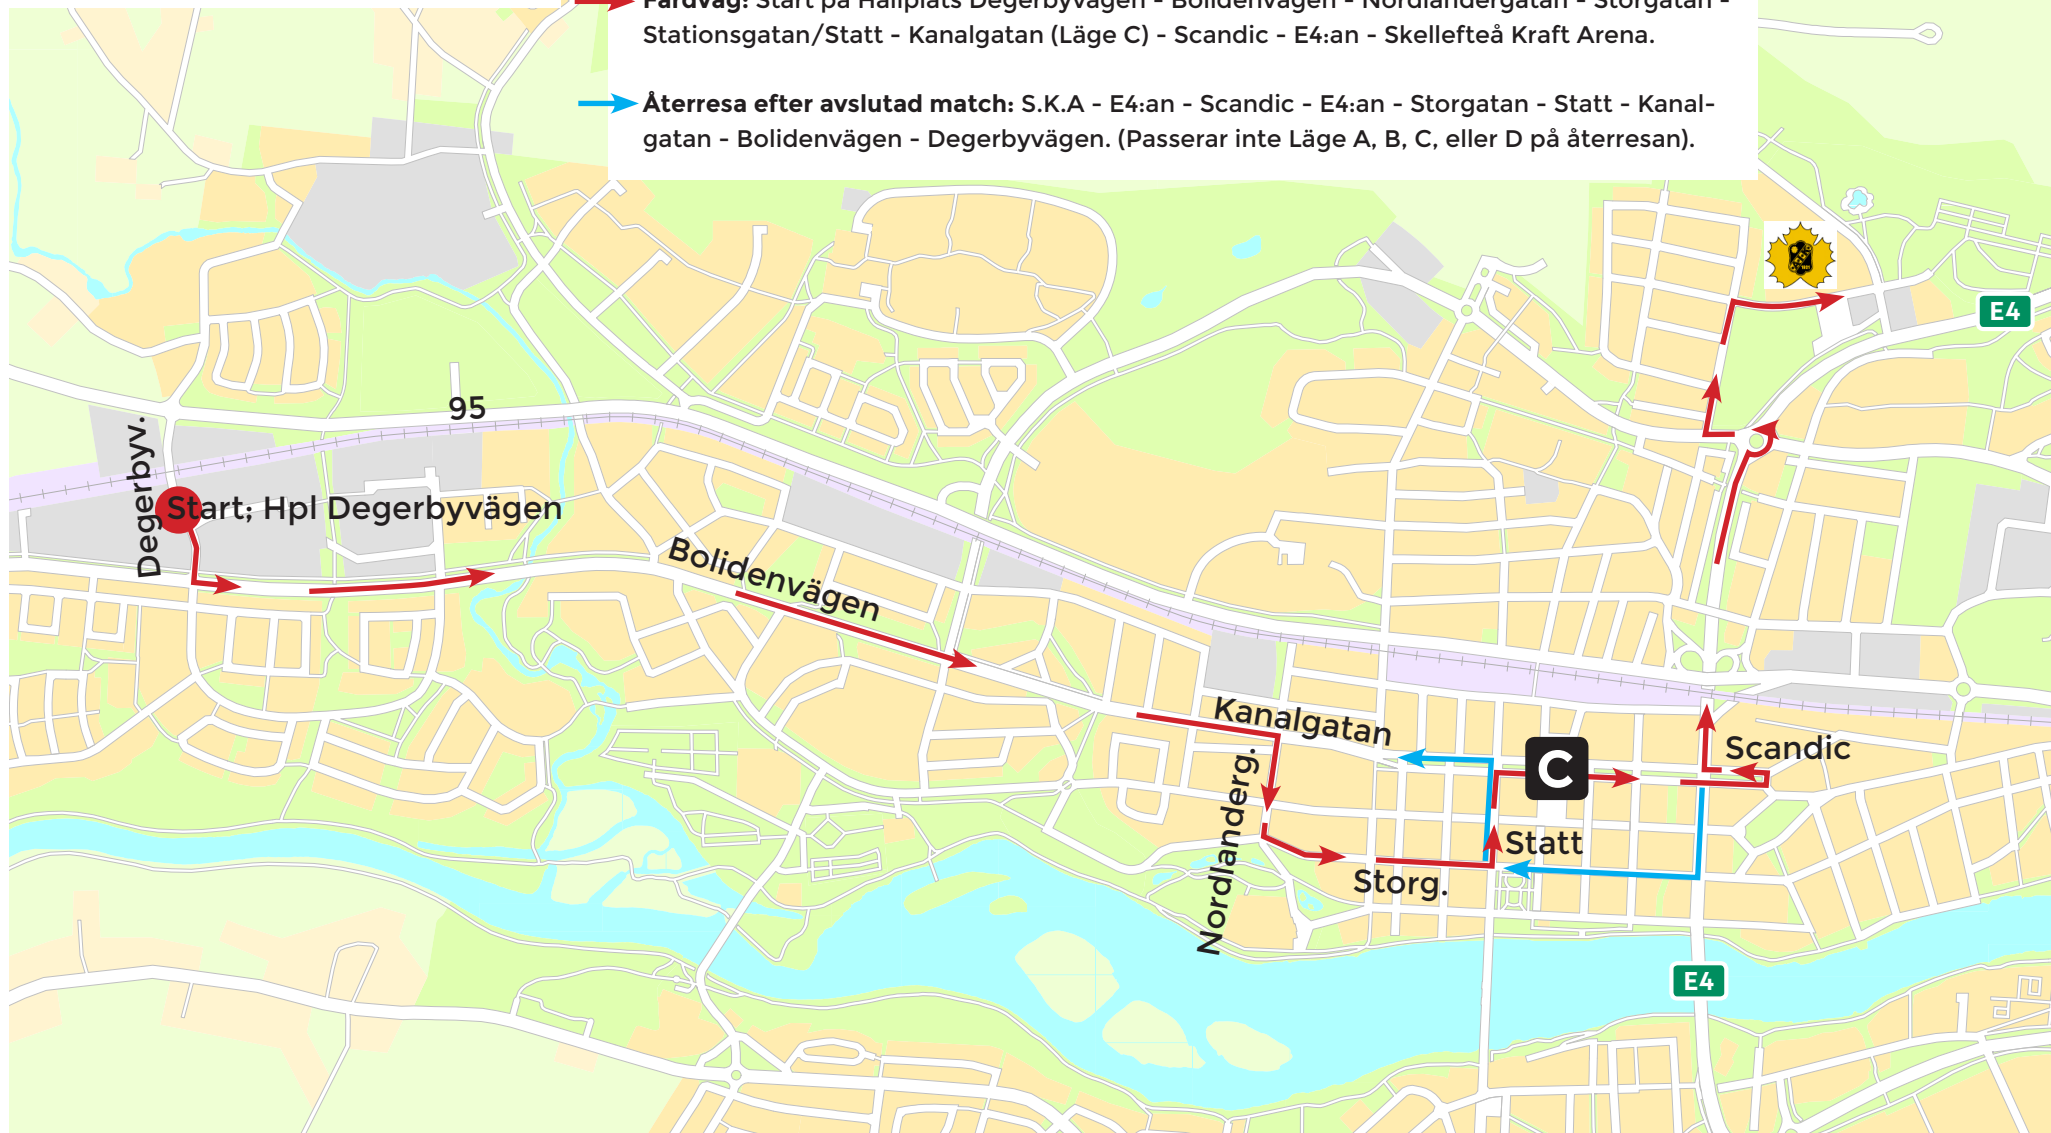 Färdväg: Start på Hållplats Degerbyvägen - Bolidenvägen - Nordlandergatan - Storgatan -
Stationsgatan/Statt - Kanalgatan (Läge C) - Scandic - E4:an - Skellefteå Kraft Arena.
Återresa efter avslutad match: S.K.A - E4:an - Scandic - E4:an - Storgatan - Statt - Kanal-
gatan - Bolidenvägen - Degerbyvägen. (Passerar inte Läge A, B, C, eller D på återresan).
E4
95
Degerbyv.
Start; Hpl Degerbyvägen
Bolidenvägen
Kanalgatan
Scandic
C
Nordlanderg.
Statt
Storg.
E4